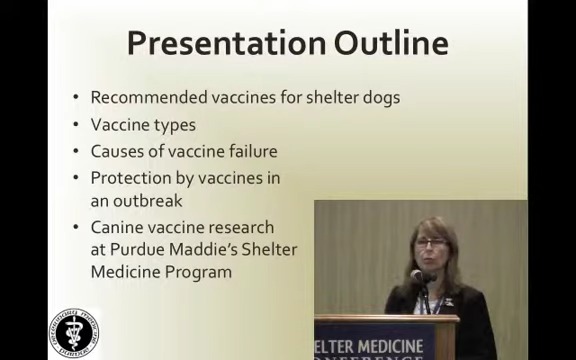 Presentation Outline
• Recommended vaccines for shelter dogs
• Vaccine types
• Causes of vaccine failure
• Protection by vaccines in
an outbreak
• Canine vaccine research
at Purdue Maddie's Shelter
Medicine Program
ELTER MEDICINE